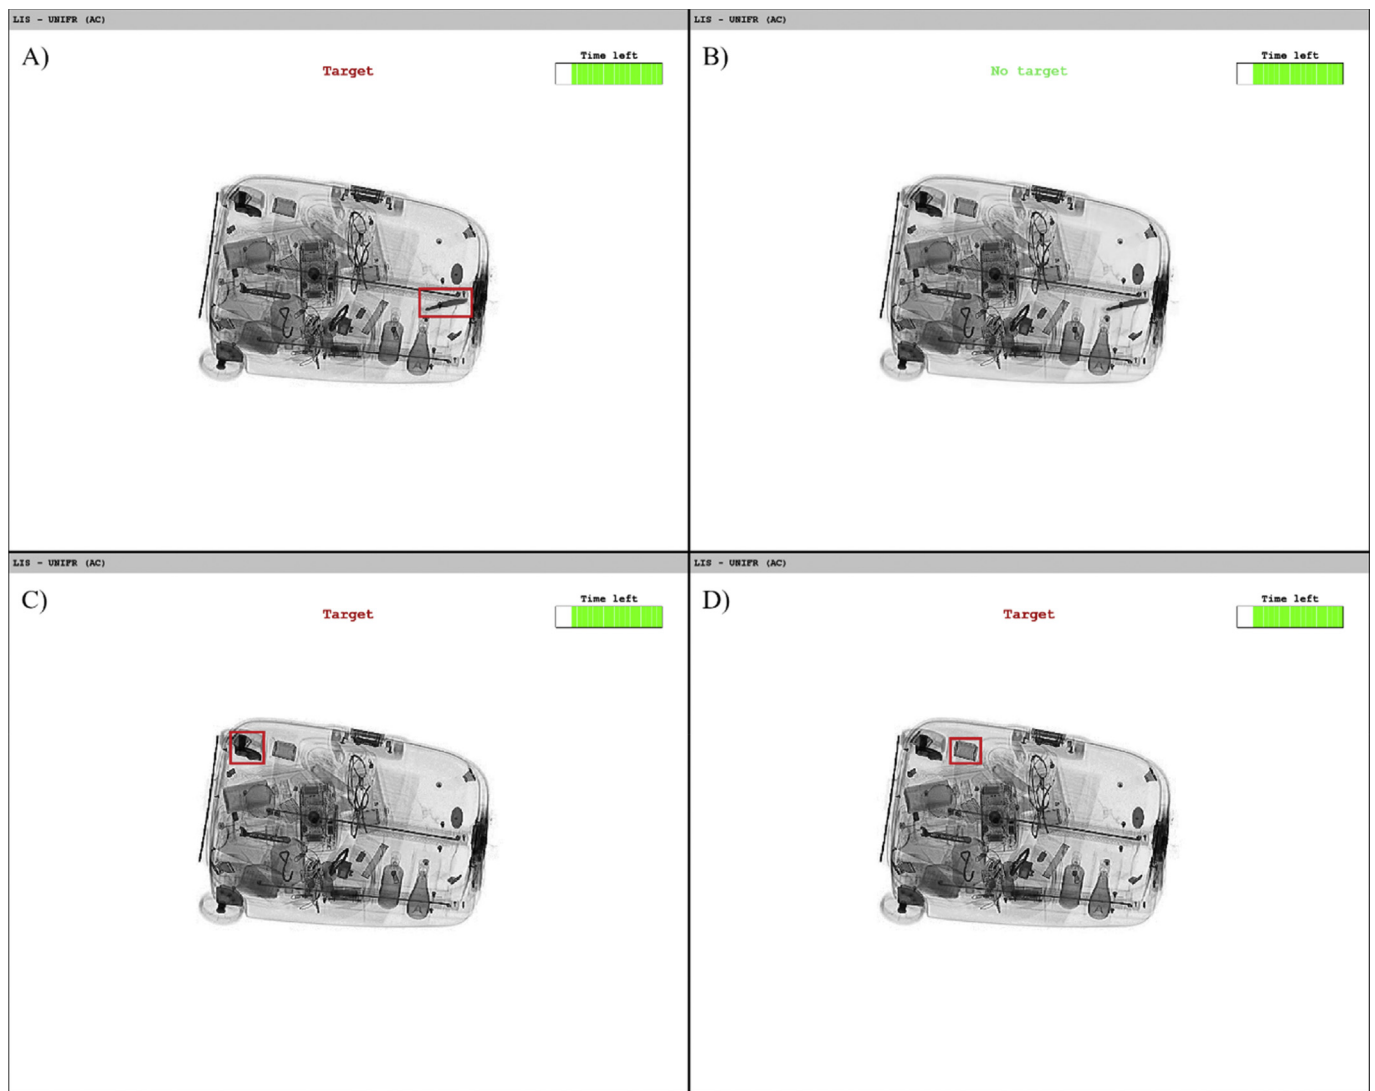 LIS - UNIFR (AC)
A)
Target
Time left
LIS - UNIFR (AC)
B)
No target
Time left
LIS - UNIFR (AC)
C)
Target
Time left
LIS - UNIFR (AC)
D)
Target
Time left